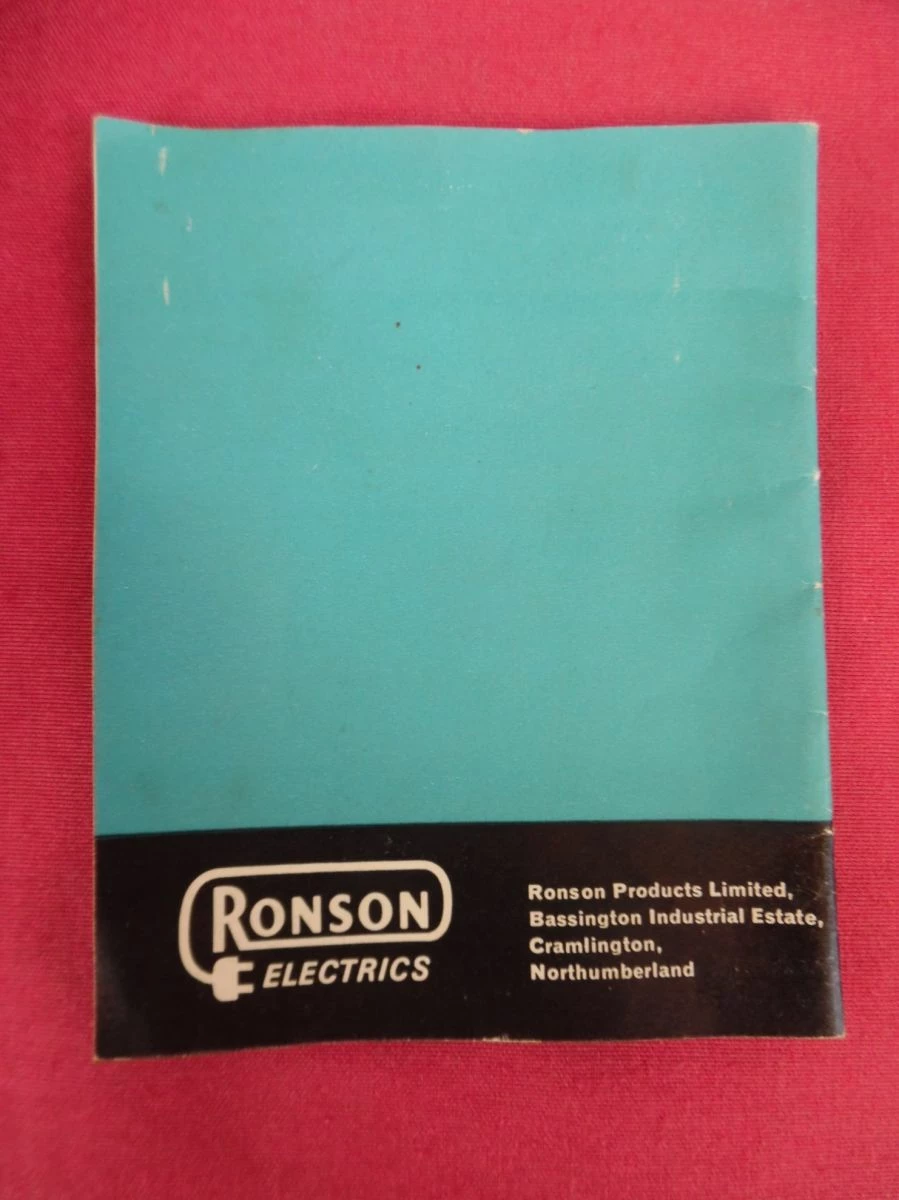 RONSON
ELECTRICS
Ronson Products Limited,
Bassington Industrial Estate,
Cramlington,
Northumberland